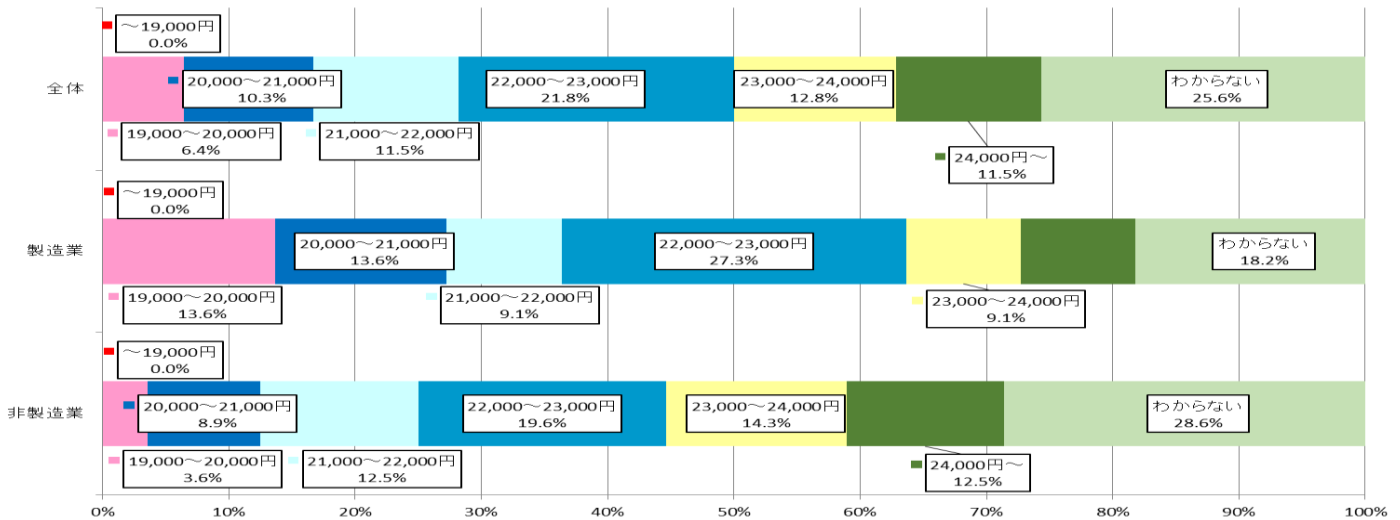 ～19,000円
0.0%
全体
20,000～21,000円
10.3%
22,000～23,000円
21.8%
23,000～24,000円
12.8%
わからない
25.6%
19,000～20,000円
6.4%
21,000～22,000円
11.5%
24,000円～
11.5%
～19,000円
0.0%
製造業
20,000～21,000円
13.6%
22,000～23,000円
27.3%
わからない
18.2%
19,000～20,000円
13.6%
21,000～22,000円
9.1%
23,000～24,000円
9.1%
～19,000円
0.0%
非製造業
20,000～21,000円
8.9%
22,000～23,000円
19.6%
23,000～24,000円
14.3%
わからない
28.6%
19,000～20,000円
3.6%
21,000～22,000円
12.5%
24,000円～
12.5%
0% 10% 20% 30% 40% 50% 60% 70% 80% 90% 100%